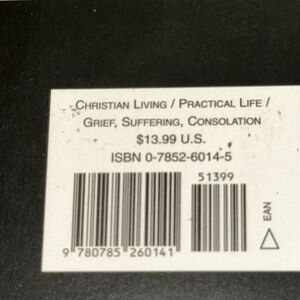 CHRISTIAN LIVING / PRACTICAL LIFE /
GRIEF, SUFFERING, CONSOLATION
$13.99 U.S.
ISBN 0-7852-6014-5
51399
EAN
9 780785 260141